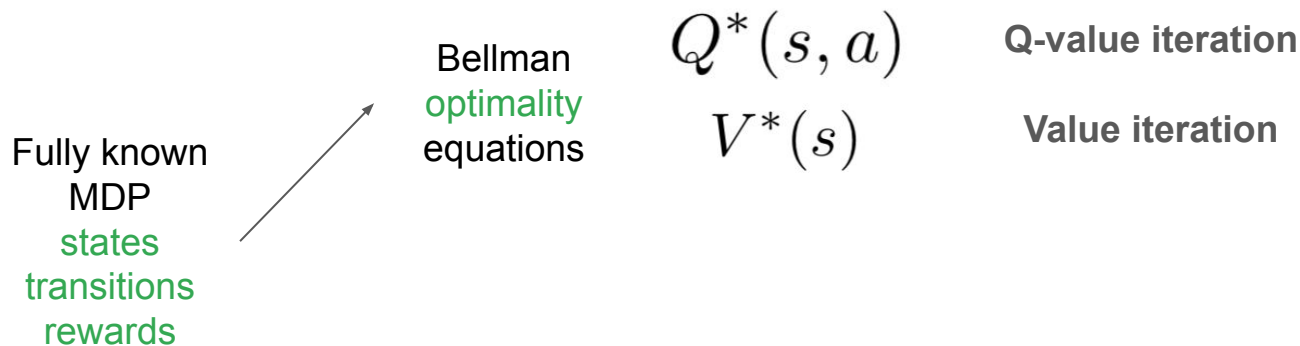 Fully known
MDP
states
transitions
rewards
Bellman
optimality
equations
Q*(s, a)
V*(s)
Q-value iteration
Value iteration